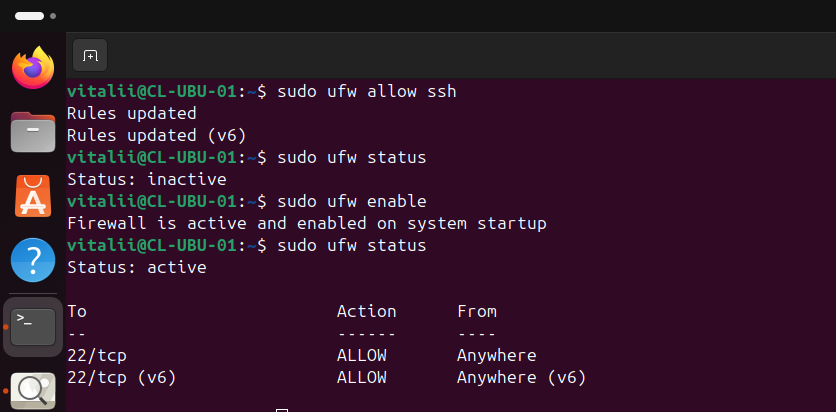 vitalii@CL-UBU-01:~$ sudo ufw allow ssh
Rules updated
Rules updated (v6)
vitalii@CL-UBU-01:~$ sudo ufw status
Status: inactive
vitalii@CL-UBU-01:~$ sudo ufw enable
Firewall is active and enabled on system startup
vitalii@CL-UBU-01:~$ sudo ufw status
Status: active
To Action From
-- ------ ----
22/tcp ALLOW Anywhere
22/tcp (v6) ALLOW Anywhere (v6)